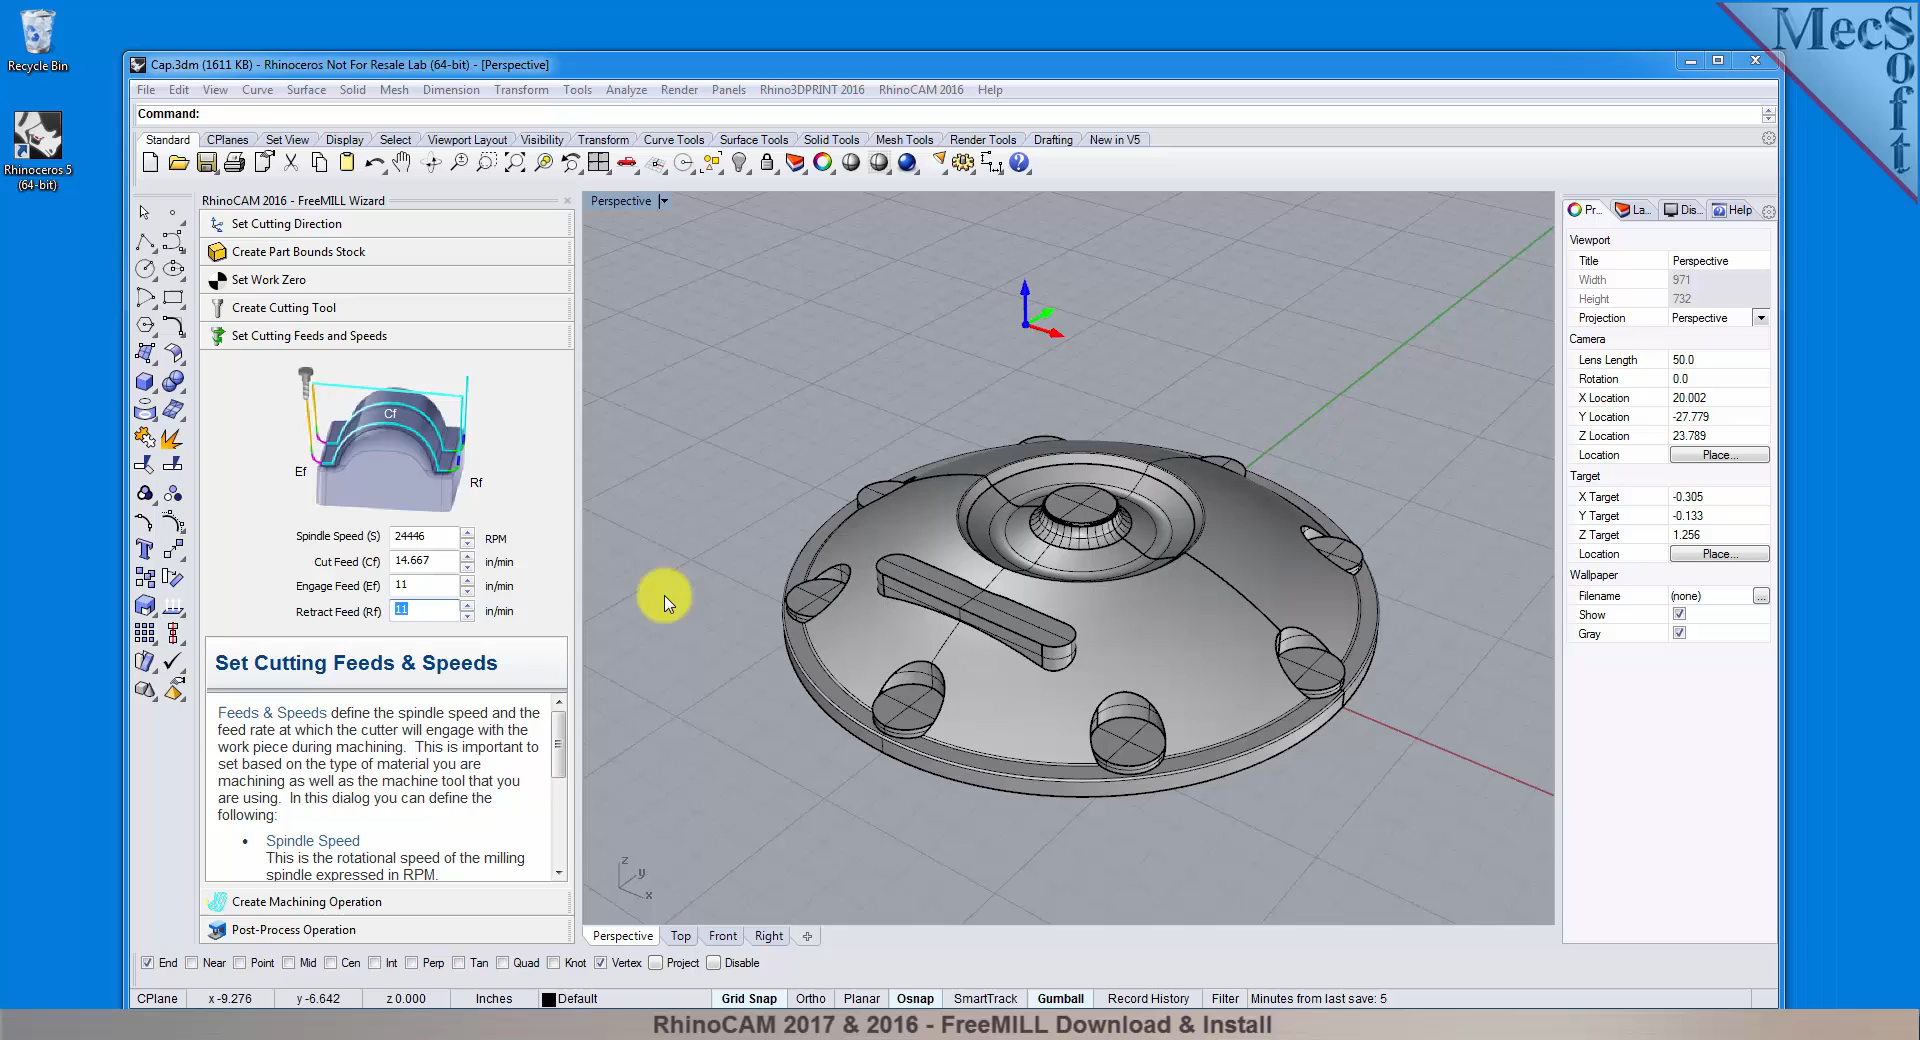 Recycle Bin
Rhinoceros 5
(64-bit)
MecSoft
Cap.3dm (1611 KB) - Rhinoceros Not For Resale Lab (64-bit) - [Perspective]
File Edit View Curve Surface Solid Mesh Dimension Transform Tools Analyze Render Panels Rhino3DPRINT 2016 RhinoCAM 2016 Help
Command:
Standard CPlanes Set View Display Select Viewport Layout Visibility Transform Curve Tools Surface Tools Solid Tools Mesh Tools Render Tools Drafting New in V5
RhinoCAM 2016 - FreeMILL Wizard
Set Cutting Direction
Create Part Bounds Stock
Set Work Zero
Create Cutting Tool
Set Cutting Feeds and Speeds
Cf
Ef
Rf
Spindle Speed (S) 24446 RPM
Cut Feed (Cf) 14.667 in/min
Engage Feed (Ef) 11 in/min
Retract Feed (Rf) 11 in/min
Set Cutting Feeds & Speeds
Feeds & Speeds define the spindle speed and the
feed rate at which the cutter will engage with the
work piece during machining. This is important to
set based on the type of material you are
machining as well as the machine tool that you
are using. In this dialog you can define the
following:
• Spindle Speed
This is the rotational speed of the milling
spindle expressed in RPM.
Create Machining Operation
Post-Process Operation
Perspective
z
y
x
Perspective Top Front Right
Pr... La... Dis... Help
Viewport
Title Perspective
Width 971
Height 732
Projection Perspective
Camera
Lens Length 50.0
Rotation 0.0
X Location 20.002
Y Location -27.779
Z Location 23.789
Location Place...
Target
X Target -0.305
Y Target -0.133
Z Target 1.256
Location Place...
Wallpaper
Filename (none) ...
Show
Gray
End Near Point Mid Cen Int Perp Tan Quad Knot Vertex Project Disable
CPlane x -9.276 y -6.642 z 0.000 Inches Default Grid Snap Ortho Planar Osnap SmartTrack Gumball Record History Filter Minutes from last save: 5
RhinoCAM 2017 & 2016 - FreeMILL Download & Install